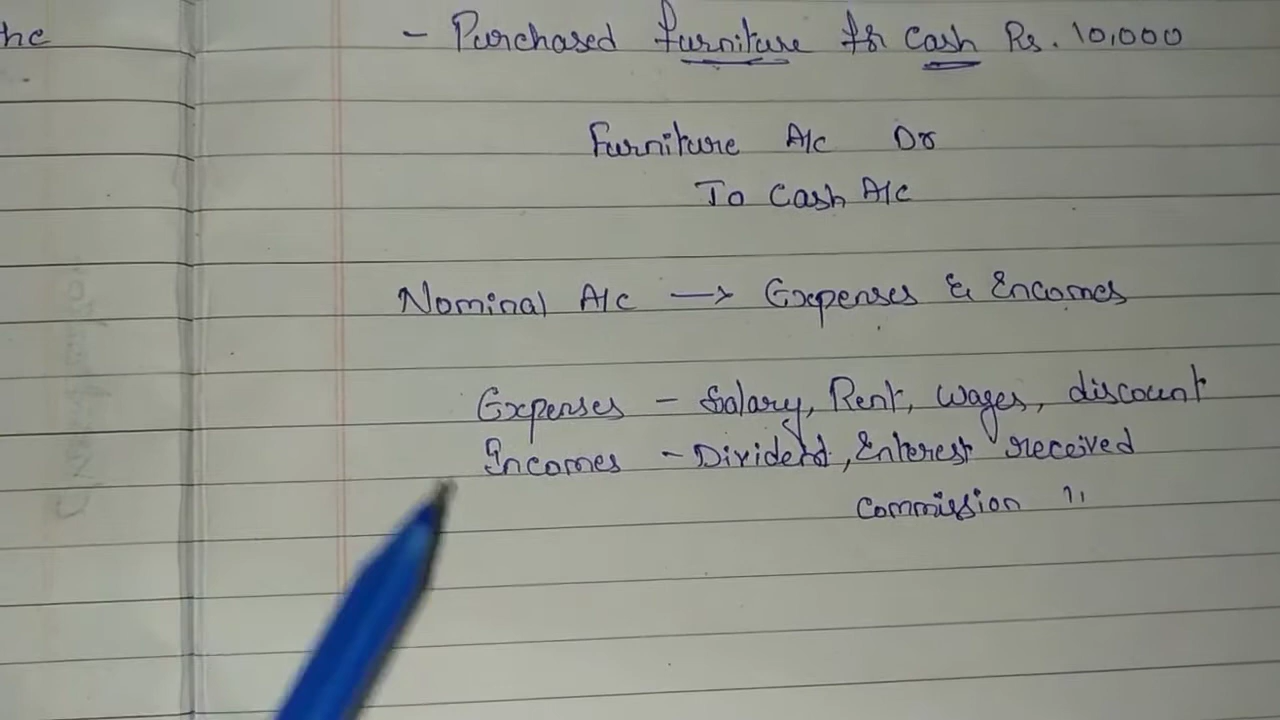 he
- Purchased furniture for cash Rs. 10,000
Furniture A/c Dr
To Cash A/c
Nominal A/c → Expenses & Incomes
Expenses - Salary, Rent, Wages, discount
Incomes - Dividend, Interest received
Commission "